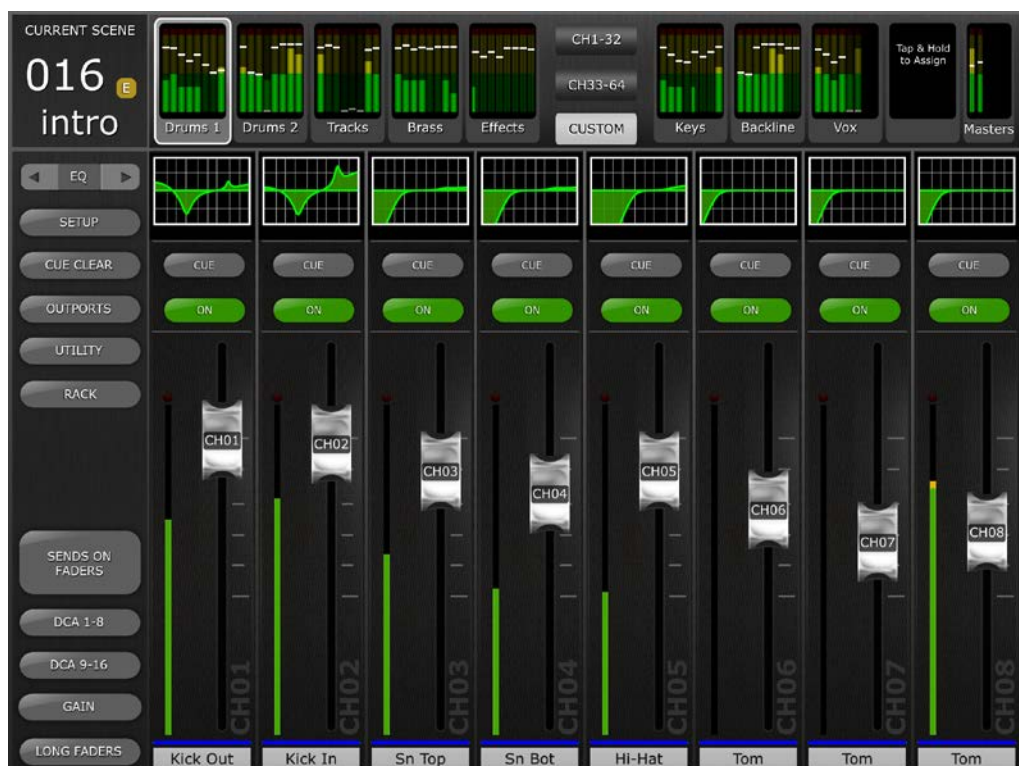 CURRENT SCENE
016 E
intro
Drums 1
Drums 2
Tracks
Brass
Effects
CH1-32
CH33-64
CUSTOM
Keys
Backline
Vox
Tap & Hold
to Assign
Masters
EQ
SETUP
CUE CLEAR
OUTPORTS
UTILITY
RACK
SENDS ON
FADERS
DCA 1-8
DCA 9-16
GAIN
LONG FADERS
CUE CUE CUE CUE CUE CUE CUE CUE
ON ON ON ON ON ON ON ON
CH01 CH02 CH03 CH04 CH05 CH06 CH07 CH08
CH01 CH02 CH03 CH04 CH05 CH06 CH07 CH08
Kick Out Kick In Sn Top Sn Bot Hi-Hat Tom Tom Tom